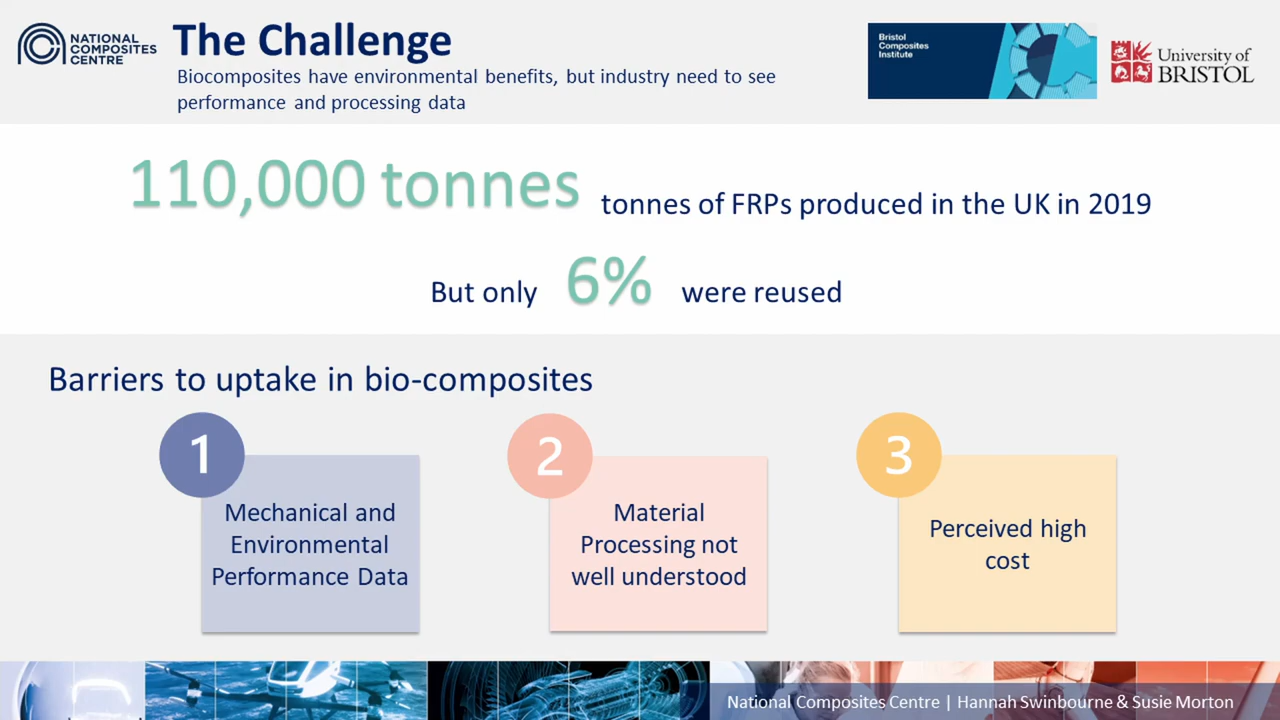 NATIONAL
COMPOSITES
CENTRE
The Challenge
Biocomposites have environmental benefits, but industry need to see
performance and processing data
Bristol
Composites
Institute
University of
BRISTOL
110,000 tonnes tonnes of FRPs produced in the UK in 2019
But only 6% were reused
Barriers to uptake in bio-composites
1
Mechanical and
Environmental
Performance Data
2
Material
Processing not
well understood
3
Perceived high
cost
National Composites Centre | Hannah Swinbourne & Susie Morton